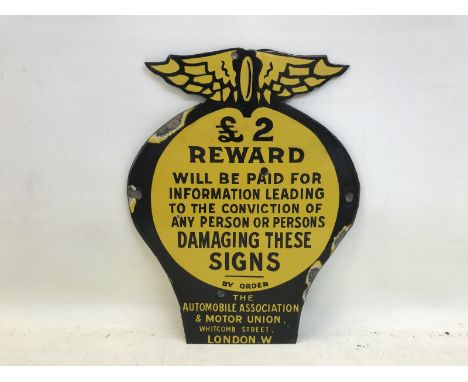 £2
REWARD
WILL BE PAID FOR
INFORMATION LEADING
TO THE CONVICTION OF
ANY PERSON OR PERSONS
DAMAGING THESE
SIGNS
BY ORDER
THE
AUTOMOBILE ASSOCIATION
& MOTOR UNION,
WHITCOMB STREET,
LONDON.W